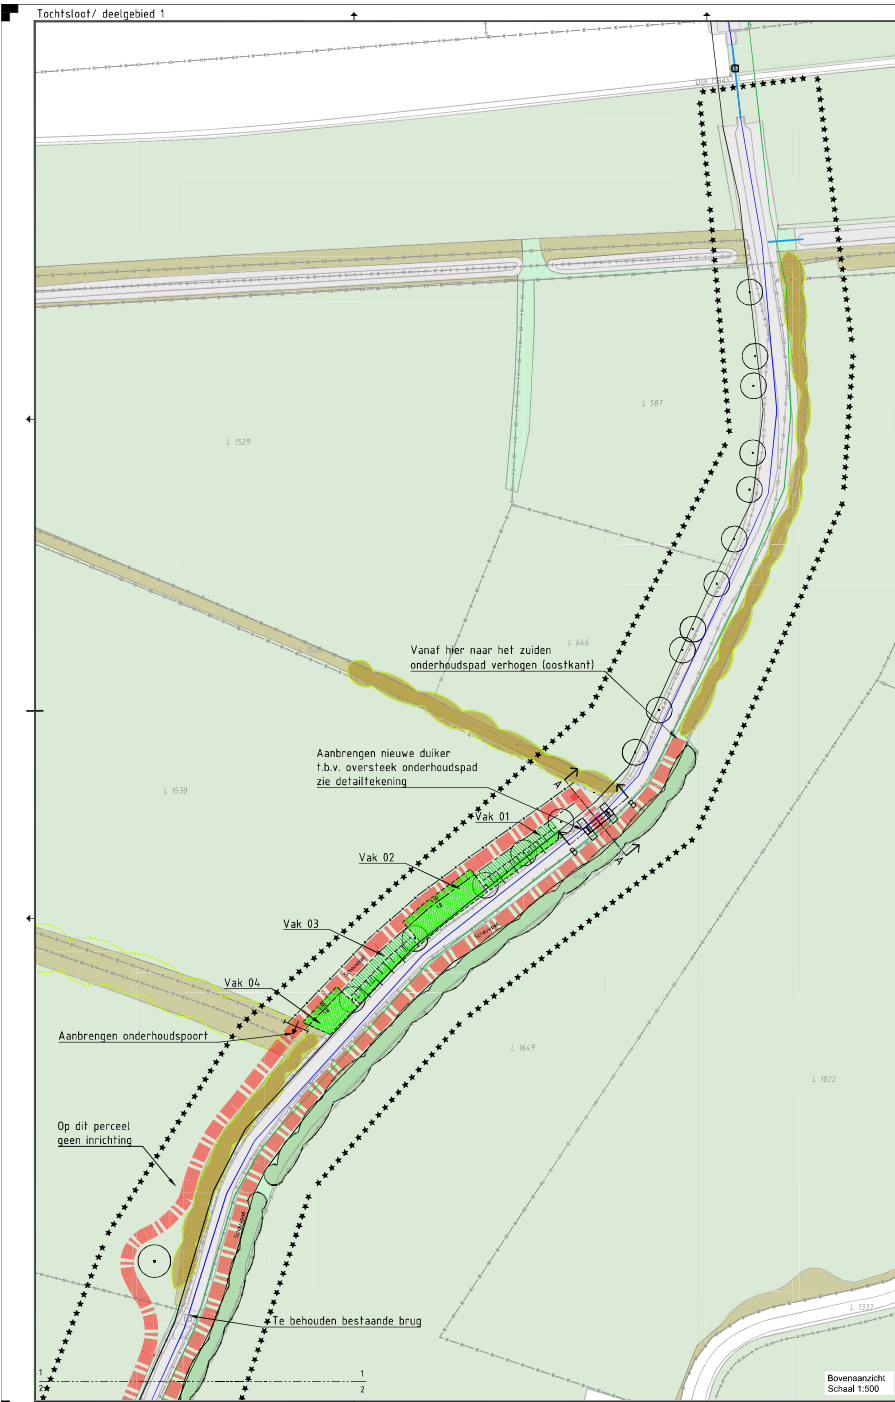 Tochtsloot/ deelgebied 1
L 587
L 1529
L 646
Vanaf hier naar het zuiden
onderhoudspad verhogen (oostkant)
Aanbrengen nieuwe duiker
t.b.v. oversteek onderhoudspad
zie detailtekening
L 1530
A
Vak 01
B
B
A
Vak 02
Vak 03
Schouwpad
Vak 04
Aanbrengen onderhoudspoort
L 1649
L 1022
Op dit perceel
geen inrichting
Schouwpad
L 1332
Te behouden bestaande brug
1
2
1
2
Bovenaanzicht
Schaal 1:500